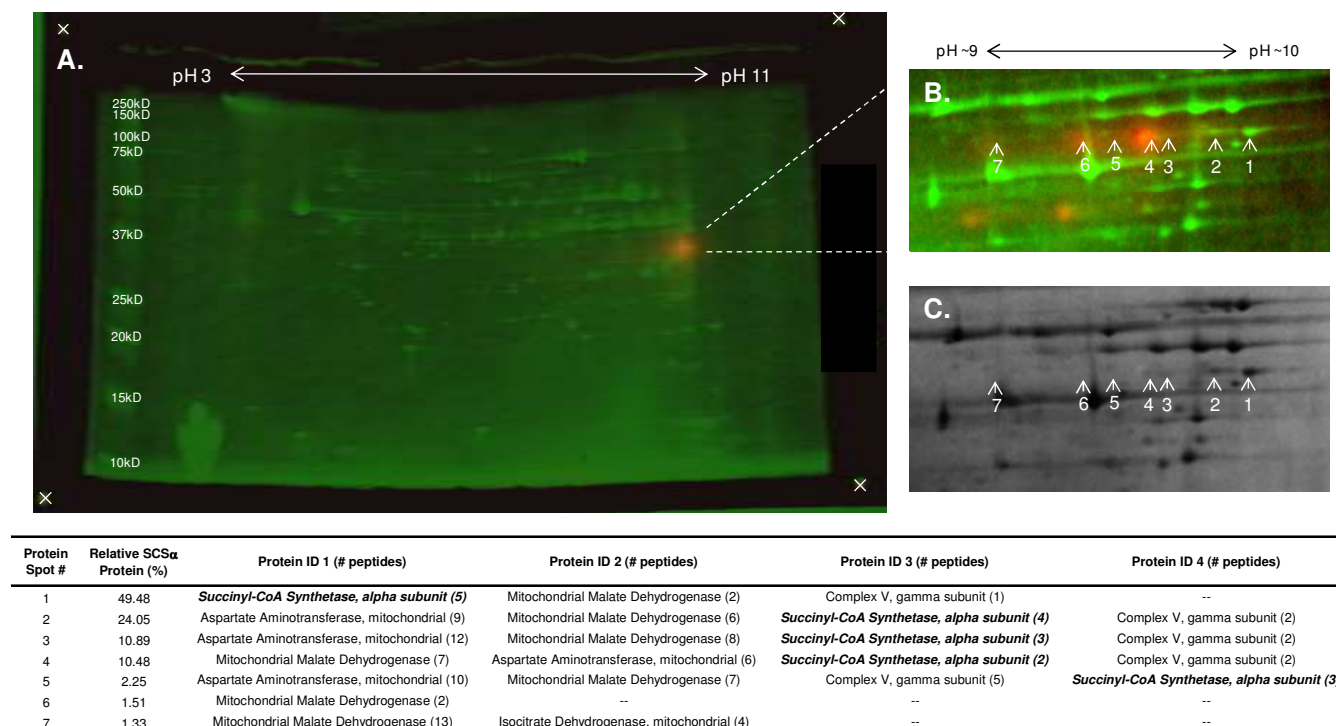 A.
pH 3
pH 11
250kD
150kD
100kD
75kD
50kD
37kD
25kD
20kD
15kD
10kD
pH ~9
pH ~10
B.
7 6 5 4 3 2 1
C.
7 6 5 4 3 2 1
Protein Spot # Relative SCSα Protein (%) Protein ID 1 (# peptides) Protein ID 2 (# peptides) Protein ID 3 (# peptides) Protein ID 4 (# peptides)
1 49.48 Succinyl-CoA Synthetase, alpha subunit (5) Mitochondrial Malate Dehydrogenase (2) Complex V, gamma subunit (1) --
2 24.05 Aspartate Aminotransferase, mitochondrial (9) Mitochondrial Malate Dehydrogenase (6) Succinyl-CoA Synthetase, alpha subunit (4) Complex V, gamma subunit (2)
3 10.89 Aspartate Aminotransferase, mitochondrial (12) Mitochondrial Malate Dehydrogenase (8) Succinyl-CoA Synthetase, alpha subunit (3) Complex V, gamma subunit (2)
4 10.48 Mitochondrial Malate Dehydrogenase (7) Aspartate Aminotransferase, mitochondrial (6) Succinyl-CoA Synthetase, alpha subunit (2) Complex V, gamma subunit (2)
5 2.25 Aspartate Aminotransferase, mitochondrial (10) Mitochondrial Malate Dehydrogenase (7) Complex V, gamma subunit (5) Succinyl-CoA Synthetase, alpha subunit (3)
6 1.51 Mitochondrial Malate Dehydrogenase (2) -- -- --
7 1.33 Mitochondrial Malate Dehydrogenase (13) Isocitrate Dehydrogenase, mitochondrial (4) -- --